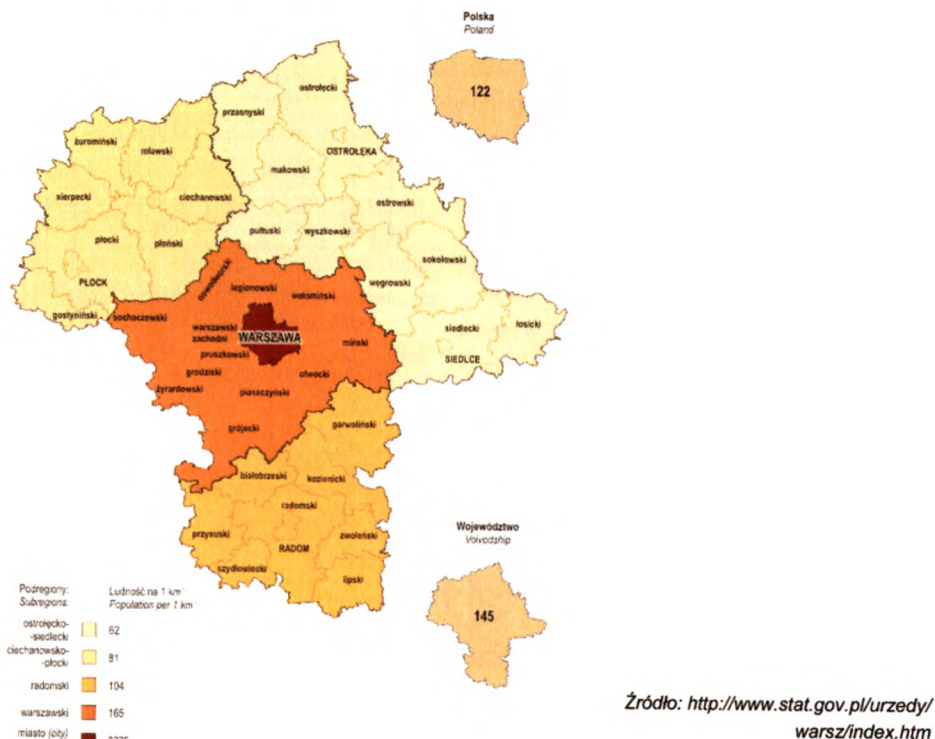 Polska
Poland
122
ostrołęcki
przasnyski
żuromiński
mławski
OSTROŁĘKA
makowski
sierpecki
ciechanowski
ostrowski
pułtuski
wyszkowski
płocki
płoński
sokołowski
nowodworski
legionowski
węgrowski
PŁOCK
wołomiński
gostyniński
sochaczewski
siedlecki
łosicki
warszawski
zachodni
WARSZAWA
miński
SIEDLCE
pruszkowski
grodziski
otwocki
żyrardowski
piaseczyński
grójecki
garwoliński
białobrzeski
kozienicki
radomski
Województwo
Voivodship
przysuski
zwoleński
RADOM
szydłowiecki
lipski
145
Podregiony:
Subregions:
Ludność na 1 km
Population per 1 km
ostrołęcko-
-siedlecki
62
ciechanowsko-
-płocki
81
radomski
104
warszawski
165
miasto (city)
Źródło: http://www.stat.gov.pl/urzedy/
warsz/index.htm